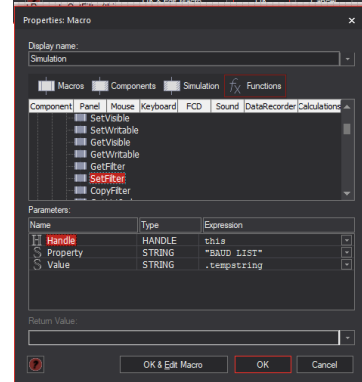 Properties: Macro
Display name:
Simulation
Macros Components Simulation Functions
Component Panel Mouse Keyboard FCD Sound DataRecorder Calculations
SetVisible
SetWritable
GetVisible
GetWritable
GetFilter
SetFilter
CopyFilter
Parameters:
Name Type Expression
Handle HANDLE this
Property STRING "BAUD LIST"
Value STRING .tempstring
Return Value:
OK & Edit Macro OK Cancel